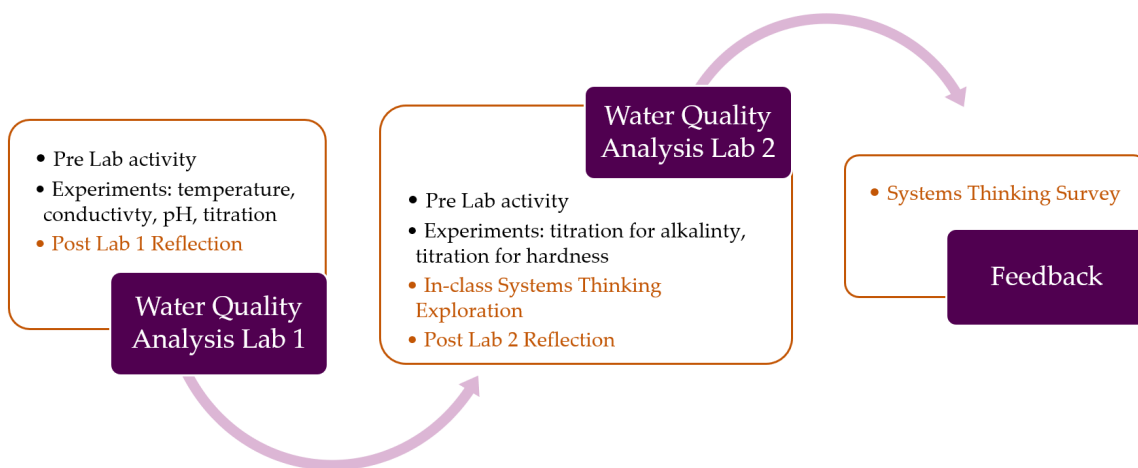 • Pre Lab activity
• Experiments: temperature,
conductivty, pH, titration
• Post Lab 1 Reflection
Water Quality
Analysis Lab 1
Water Quality
Analysis Lab 2
• Pre Lab activity
• Experiments: titration for alkalinty,
titration for hardness
• In-class Systems Thinking
Exploration
• Post Lab 2 Reflection
• Systems Thinking Survey
Feedback